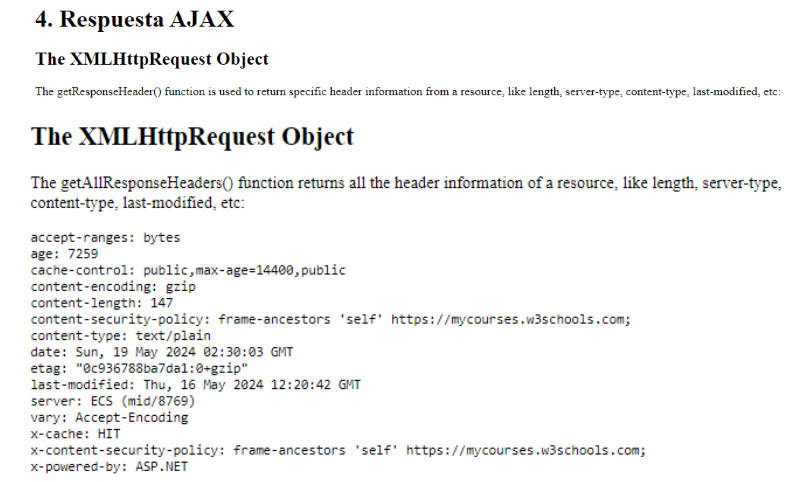 4. Respuesta AJAX
The XMLHttpRequest Object
The getResponseHeader() function is used to return specific header information from a resource, like length, server-type, content-type, last-modified, etc:
The XMLHttpRequest Object
The getAllResponseHeaders() function returns all the header information of a resource, like length, server-type,
content-type, last-modified, etc:
accept-ranges: bytes
age: 7259
cache-control: public,max-age=14400,public
content-encoding: gzip
content-length: 147
content-security-policy: frame-ancestors 'self' https://mycourses.w3schools.com;
content-type: text/plain
date: Sun, 19 May 2024 02:30:03 GMT
etag: "0c936788ba7da1:0+gzip"
last-modified: Thu, 16 May 2024 12:20:42 GMT
server: ECS (mid/8769)
vary: Accept-Encoding
x-cache: HIT
x-content-security-policy: frame-ancestors 'self' https://mycourses.w3schools.com;
x-powered-by: ASP.NET